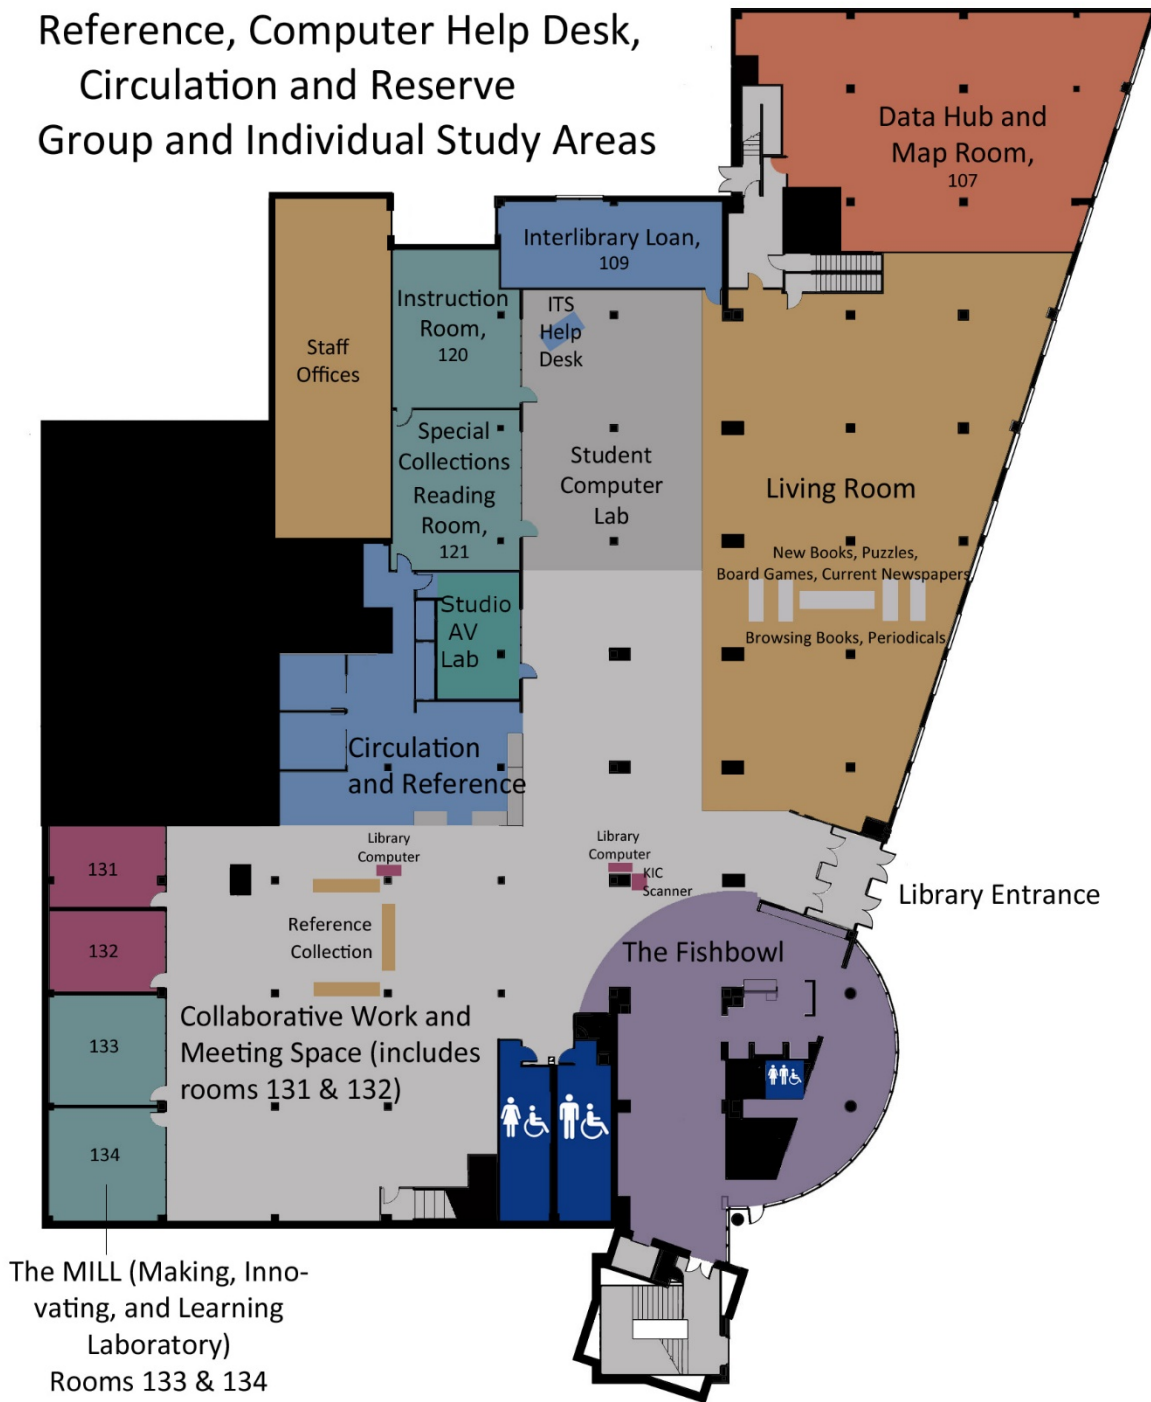 Reference, Computer Help Desk,
Circulation and Reserve
Group and Individual Study Areas
Data Hub and
Map Room,
107
Interlibrary Loan,
109
Instruction
Room,
120
ITS
Help
Desk
Staff
Offices
Special
Collections
Reading
Room,
121
Student
Computer
Lab
Living Room
New Books, Puzzles,
Board Games, Current Newspapers
Browsing Books, Periodicals
Studio
AV
Lab
Circulation
and Reference
Library
Computer
Library
Computer
KIC
Scanner
Library Entrance
131
132
133
134
Reference
Collection
The Fishbowl
Collaborative Work and
Meeting Space (includes
rooms 131 & 132)
The MILL (Making, Inno-
vating, and Learning
Laboratory)
Rooms 133 & 134